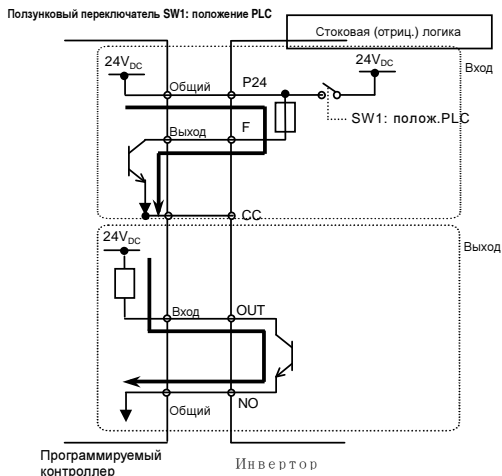 Ползунковый переключатель SW1: положение PLC
Стоковая (отриц.) логика
24VDC
24VDC
Вход
Общий
P24
SW1: полож.PLC
Выход
F
CC
24VDC
Выход
Вход
OUT
Общий
NO
Программируемый
контроллер
Инвертор